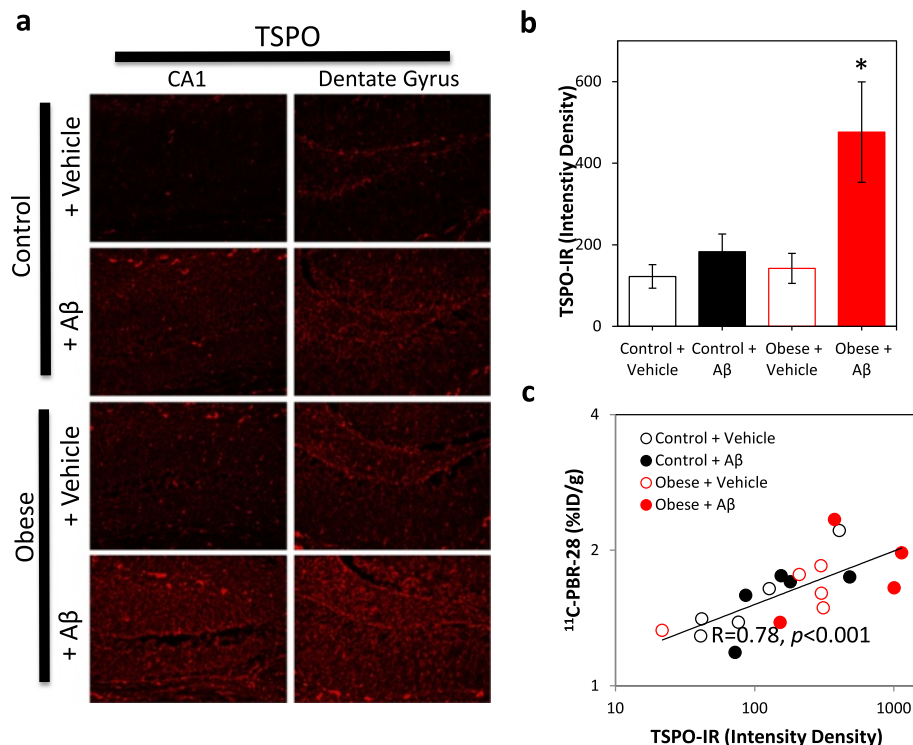 a
TSPO
CA1
Dentate Gyrus
Control
+ Vehicle
+ Aβ
Obese
+ Vehicle
+ Aβ
b
TSPO-IR (Intenstiy Density)
600
400
200
0
*
Control + Vehicle
Control + Aβ
Obese + Vehicle
Obese + Aβ
c
¹¹C-PBR-28 (%ID/g)
4
2
1
Control + Vehicle
Control + Aβ
Obese + Vehicle
Obese + Aβ
R=0.78, p<0.001
10
100
1000
TSPO-IR (Intensity Density)